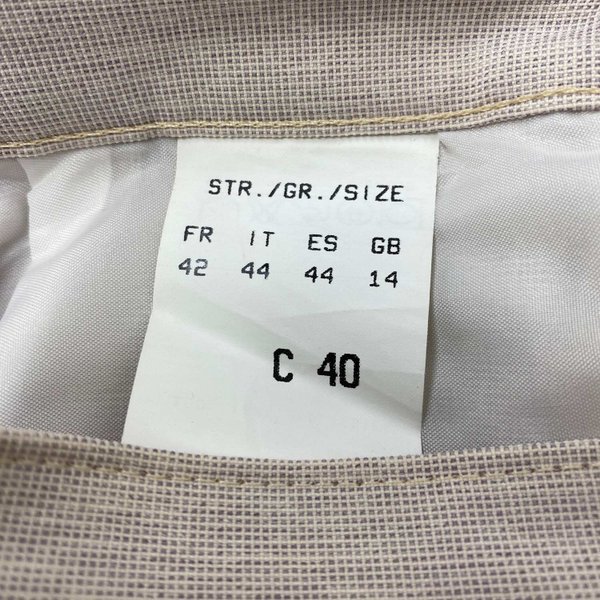 STR./GR./SIZE
FR IT ES GB
42 44 44 14
C 40